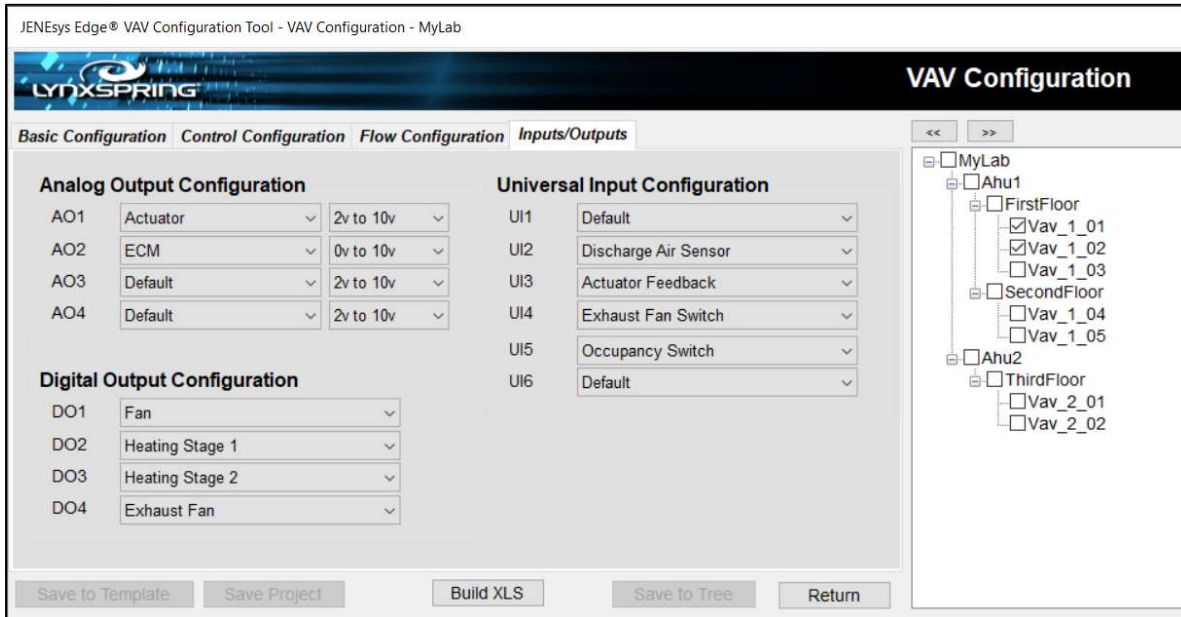 JENEsys Edge® VAV Configuration Tool - VAV Configuration - MyLab
LYNXSPRING
VAV Configuration
Basic Configuration Control Configuration Flow Configuration Inputs/Outputs
<< >>
Analog Output Configuration
AO1 Actuator 2v to 10v
AO2 ECM 0v to 10v
AO3 Default 2v to 10v
AO4 Default 2v to 10v
Digital Output Configuration
DO1 Fan
DO2 Heating Stage 1
DO3 Heating Stage 2
DO4 Exhaust Fan
Universal Input Configuration
UI1 Default
UI2 Discharge Air Sensor
UI3 Actuator Feedback
UI4 Exhaust Fan Switch
UI5 Occupancy Switch
UI6 Default
MyLab
Ahu1
FirstFloor
Vav_1_01
Vav_1_02
Vav_1_03
SecondFloor
Vav_1_04
Vav_1_05
Ahu2
ThirdFloor
Vav_2_01
Vav_2_02
Save to Template Save Project Build XLS Save to Tree Return